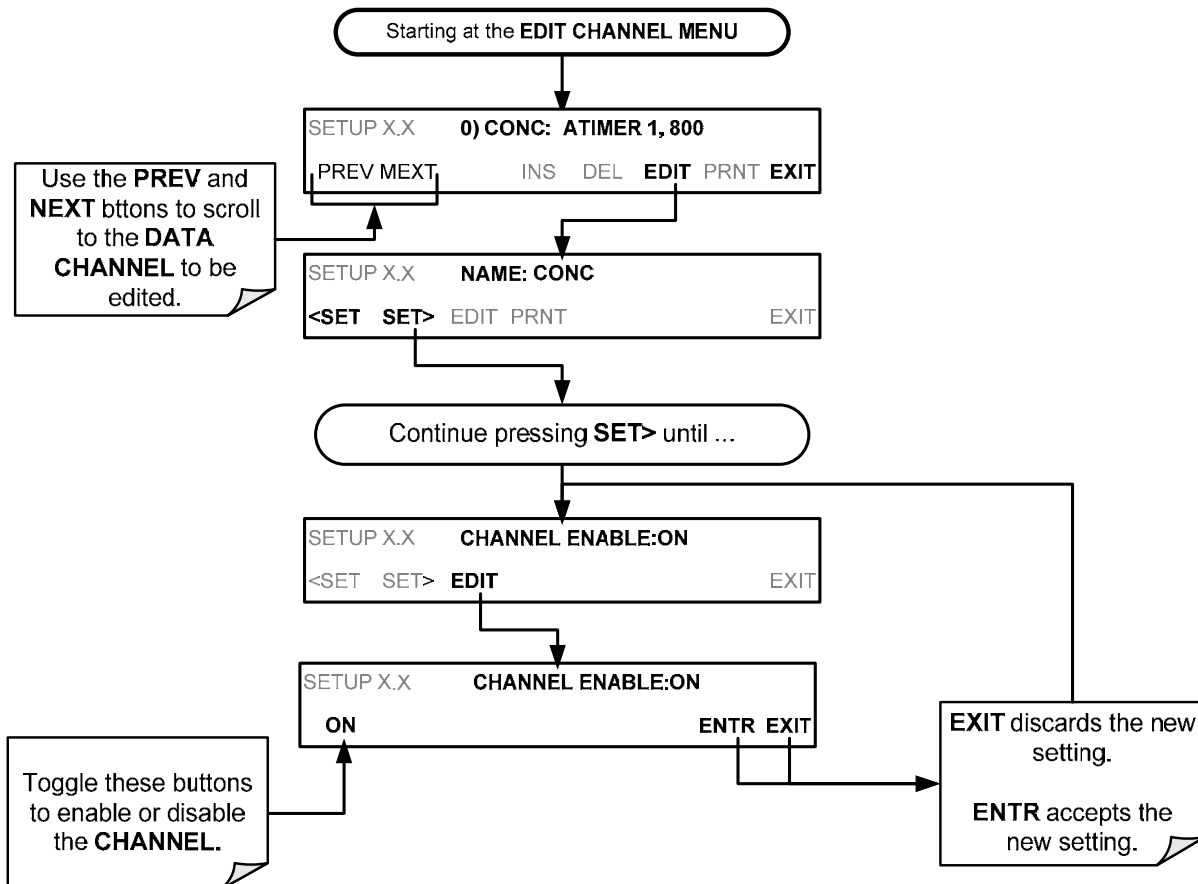 Starting at the EDIT CHANNEL MENU
SETUP X.X 0) CONC: ATIMER 1, 800
PREV MEXT INS DEL EDIT PRNT EXIT
Use the PREV and
NEXT bttons to scroll
to the DATA
CHANNEL to be
edited.
SETUP X.X NAME: CONC
<SET SET> EDIT PRNT EXIT
Continue pressing SET> until ...
SETUP X.X CHANNEL ENABLE:ON
<SET SET> EDIT EXIT
SETUP X.X CHANNEL ENABLE:ON
ON ENTR EXIT
Toggle these buttons
to enable or disable
the CHANNEL.
EXIT discards the new
setting.
ENTR accepts the
new setting.